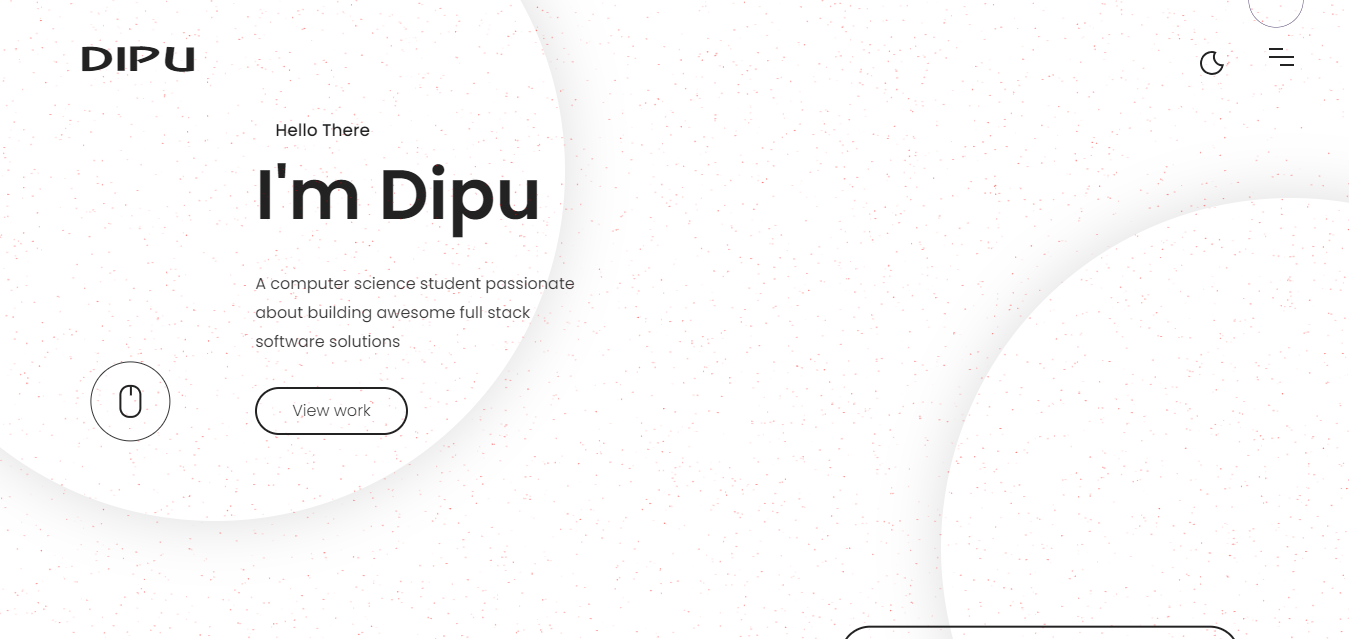 DIPU
Hello There
I'm Dipu
A computer science student passionate
about building awesome full stack
software solutions
View work